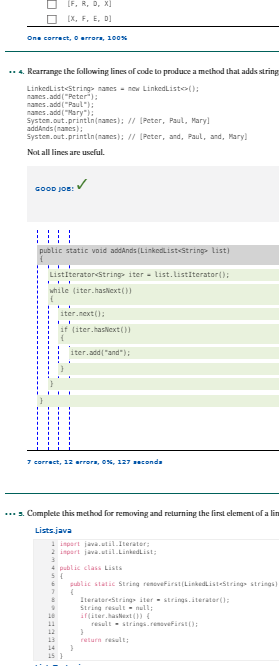 [F, R, D, X]
[X, F, E, D]
One correct, 0 errors, 100%
•• 4. Rearrange the following lines of code to produce a method that adds string
LinkedList<String> names = new LinkedList<>();
names.add("Peter");
names.add("Paul");
names.add("Mary");
System.out.println(names); // [Peter, Paul, Mary]
addAnds(names);
System.out.println(names); // [Peter, and, Paul, and, Mary]
Not all lines are useful.
GOOD JOB: ✓
public static void addAnds(LinkedList<String> list)
{
ListIterator<String> iter = list.listIterator();
while (iter.hasNext())
{
iter.next();
if (iter.hasNext())
{
iter.add("and");
}
}
}
7 correct, 12 errors, 0%, 127 seconds
••• 5. Complete this method for removing and returning the first element of a lin
Lists.java
1 import java.util.Iterator;
2 import java.util.LinkedList;
3
4 public class Lists
5 {
6 public static String removeFirst(LinkedList<String> strings)
7 {
8 Iterator<String> iter = strings.iterator();
9 String result = null;
10 if(iter.hasNext()) {
11 result = strings.removeFirst();
12 }
13 return result;
14 }
15 }